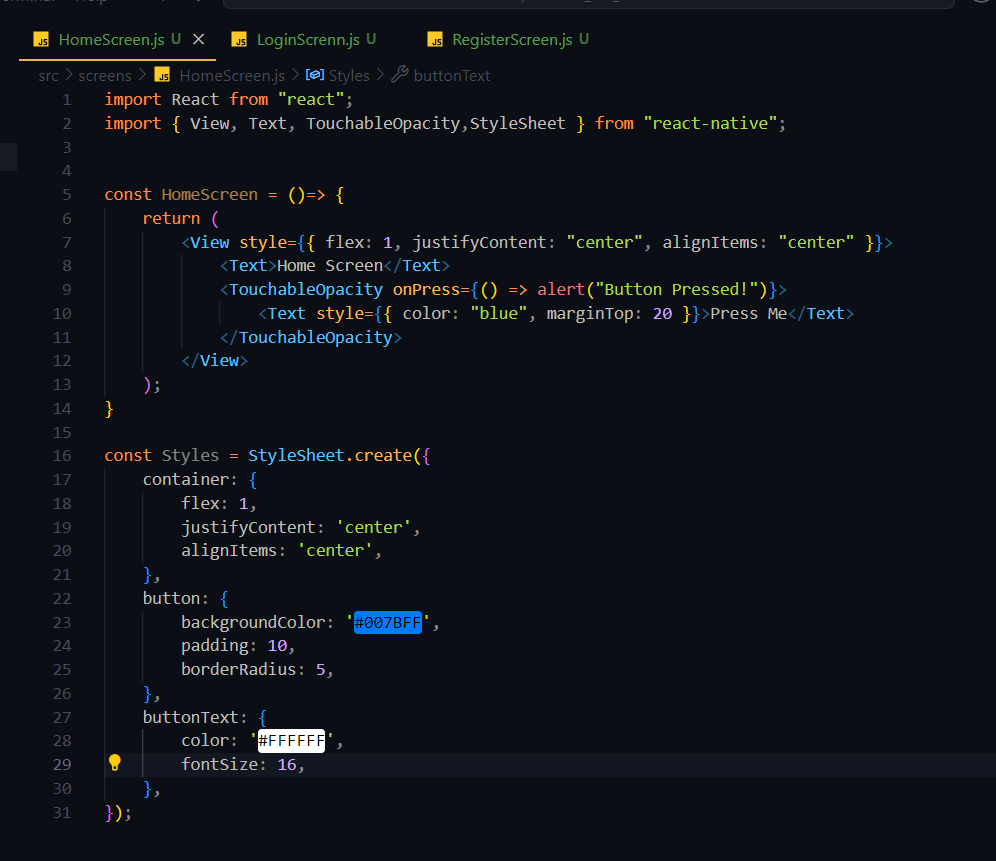 Help
JS HomeScreen.js U ×
JS LoginScrenn.js U
JS RegisterScreen.js U
src > screens > JS HomeScreen.js > Styles > buttonText
1 import React from "react";
2 import { View, Text, TouchableOpacity,StyleSheet } from "react-native";
3
4
5 const HomeScreen = ()=> {
6     return (
7         <View style={{ flex: 1, justifyContent: "center", alignItems: "center" }}>
8             <Text>Home Screen</Text>
9             <TouchableOpacity onPress={() => alert("Button Pressed!")}>
10                 <Text style={{ color: "blue", marginTop: 20 }}>Press Me</Text>
11             </TouchableOpacity>
12         </View>
13     );
14 }
15
16 const Styles = StyleSheet.create({
17     container: {
18         flex: 1,
19         justifyContent: 'center',
20         alignItems: 'center',
21     },
22     button: {
23         backgroundColor: '#007BFF',
24         padding: 10,
25         borderRadius: 5,
26     },
27     buttonText: {
28         color: '#FFFFFF',
29         fontSize: 16,
30     },
31 });